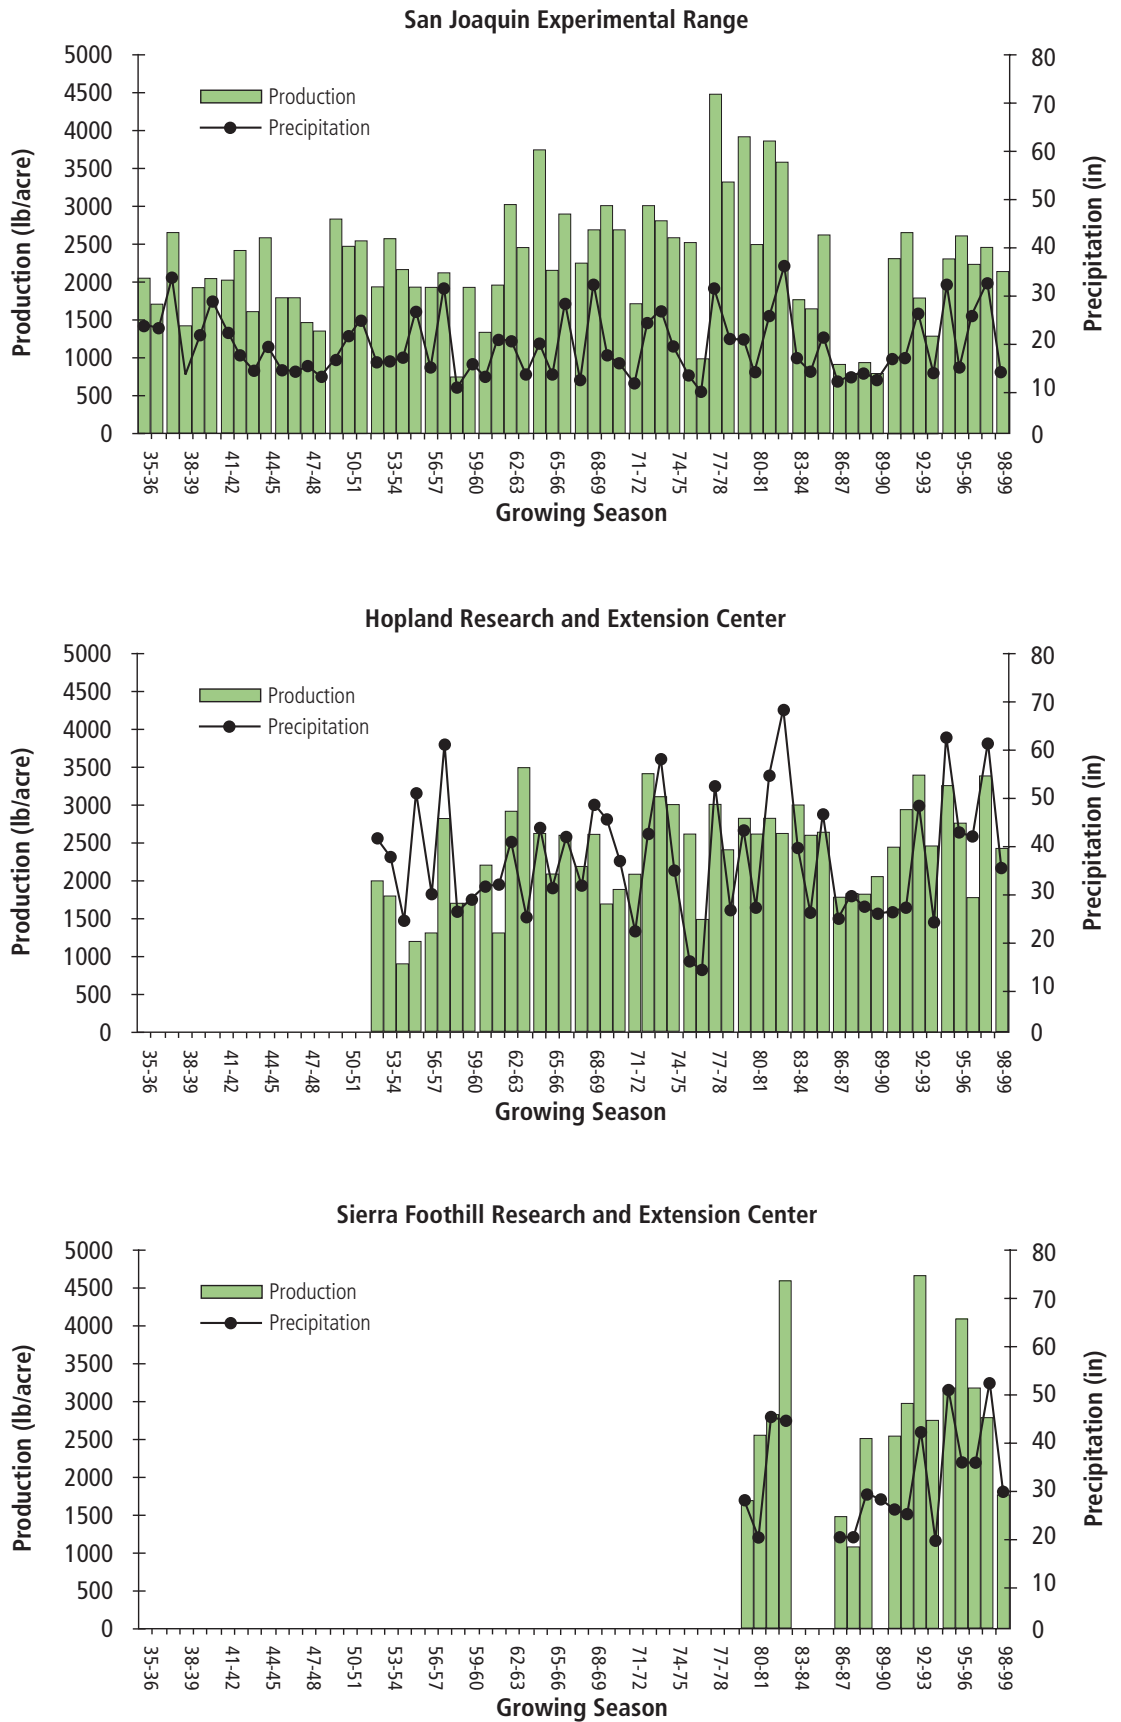 San Joaquin Experimental Range
5000
4500
4000
3500
3000
2500
2000
1500
1000
500
0
Production (lb/acre)
Production
Precipitation
80
70
60
50
40
30
20
10
0
Precipitation (in)
35-36 38-39 41-42 44-45 47-48 50-51 53-54 56-57 59-60 62-63 65-66 68-69 71-72 74-75 77-78 80-81 83-84 86-87 89-90 92-93 95-96 98-99
Growing Season
Hopland Research and Extension Center
5000
4500
4000
3500
3000
2500
2000
1500
1000
500
0
Production (lb/acre)
Production
Precipitation
80
70
60
50
40
30
20
10
0
Precipitation (in)
35-36 38-39 41-42 44-45 47-48 50-51 53-54 56-57 59-60 62-63 65-66 68-69 71-72 74-75 77-78 80-81 83-84 86-87 89-90 92-93 95-96 98-99
Growing Season
Sierra Foothill Research and Extension Center
5000
4500
4000
3500
3000
2500
2000
1500
1000
500
0
Production (lb/acre)
Production
Precipitation
80
70
60
50
40
30
20
10
0
Precipitation (in)
35-36 38-39 41-42 44-45 47-48 50-51 53-54 56-57 59-60 62-63 65-66 68-69 71-72 74-75 77-78 80-81 83-84 86-87 89-90 92-93 95-96 98-99
Growing Season